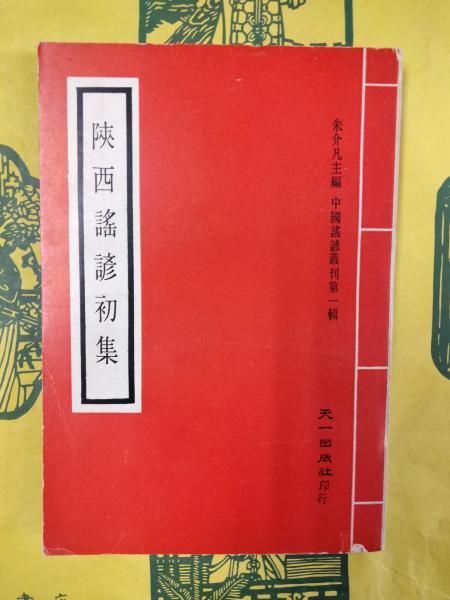 朱介凡主編 中國謠諺叢刊第一輯
陝西謠諺初集
天一出版社印行